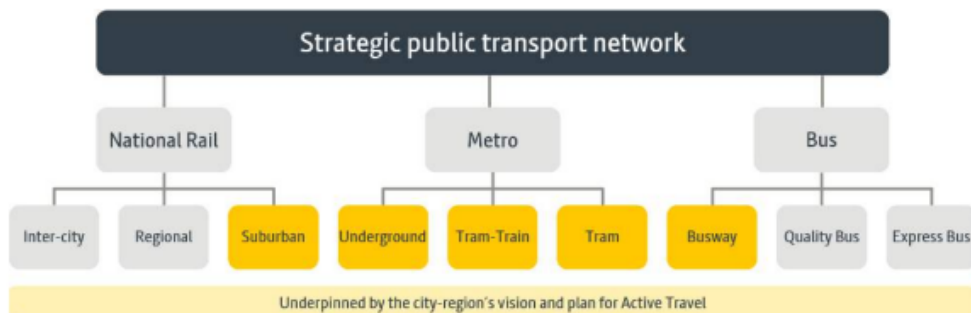 Strategic public transport network
National Rail
Metro
Bus
Inter-city
Regional
Suburban
Underground
Tram-Train
Tram
Busway
Quality Bus
Express Bus
Underpinned by the city-region's vision and plan for Active Travel